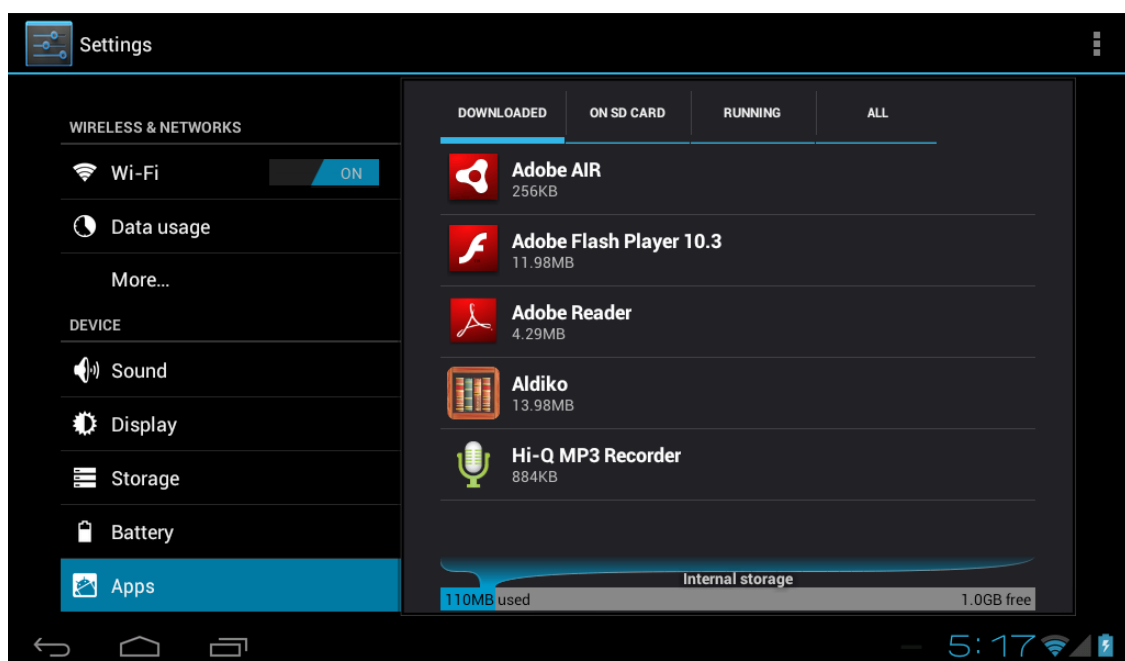 Settings
WIRELESS & NETWORKS
Wi-Fi
ON
Data usage
More...
DEVICE
Sound
Display
Storage
Battery
Apps
DOWNLOADED
ON SD CARD
RUNNING
ALL
Adobe AIR
256KB
Adobe Flash Player 10.3
11.98MB
Adobe Reader
4.29MB
Aldiko
13.98MB
Hi-Q MP3 Recorder
884KB
Internal storage
110MB used
1.0GB free
5:17